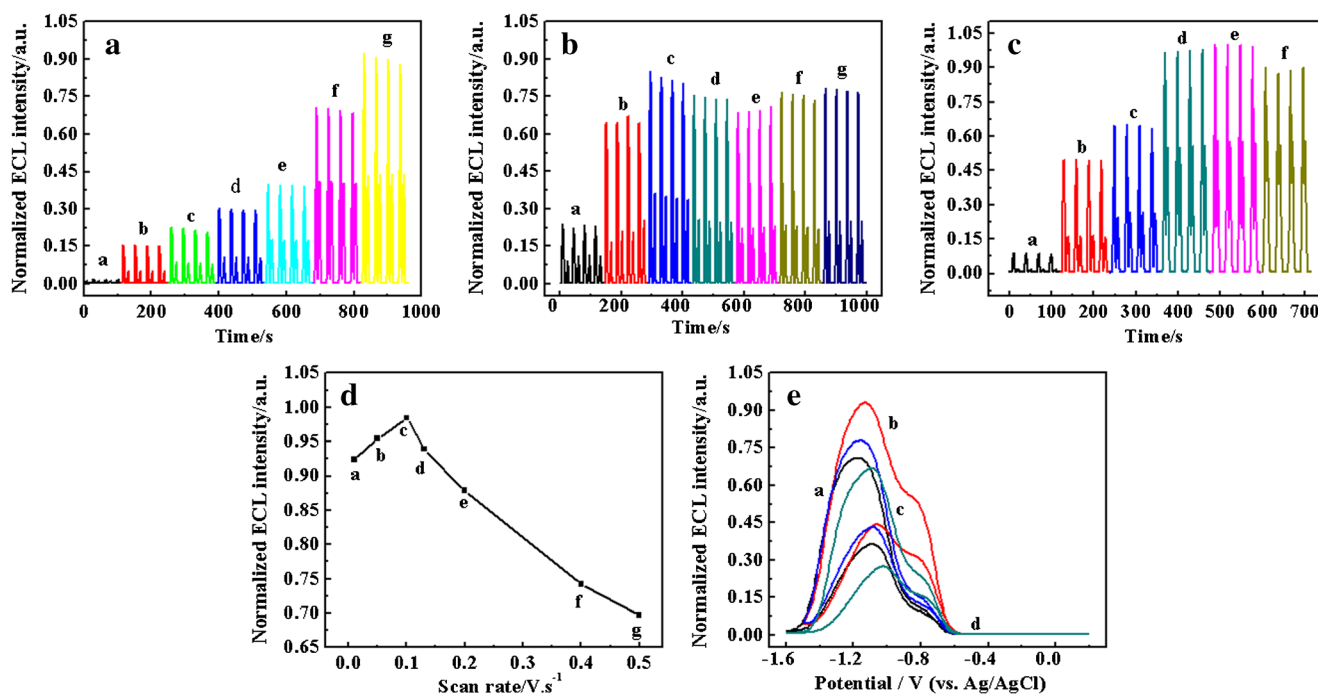 a
Normalized ECL intensity/a.u.
1.05
0.90
0.75
0.60
0.45
0.30
0.15
0.00
a b c d e f g
0 200 400 600 800 1000
Time/s
b
Normalized ECL intensity/a.u.
1.05
0.90
0.75
0.60
0.45
0.30
0.15
0.00
a b c d e f g
0 200 400 600 800 1000
Time/s
c
Normalized ECL intensity/a.u.
1.05
0.90
0.75
0.60
0.45
0.30
0.15
0.00
a b c d e f
0 100 200 300 400 500 600 700
Time/s
d
Normalized ECL intensity/a.u.
1.05
1.00
0.95
0.90
0.85
0.80
0.75
0.70
0.65
a b c d e f g
0.0 0.1 0.2 0.3 0.4 0.5
Scan rate/V.s⁻¹
e
Normalized ECL intensity/a.u.
1.05
0.90
0.75
0.60
0.45
0.30
0.15
0.00
a b c d
-1.6 -1.2 -0.8 -0.4 0.0
Potential / V (vs. Ag/AgCl)